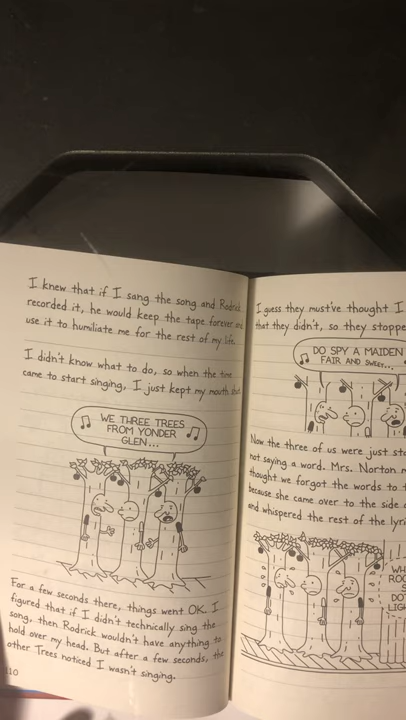 I knew that if I sang the song and Rodrick
recorded it, he would keep the tape forever and
use it to humiliate me for the rest of my life.
I didn't know what to do, so when the time
came to start singing, I just kept my mouth shut.
WE THREE TREES
FROM YONDER
GLEN...
For a few seconds there, things went OK. I
figured that if I didn't technically sing the
song, then Rodrick wouldn't have anything to
hold over my head. But after a few seconds, the
other Trees noticed I wasn't singing.
I guess they must've thought I
that they didn't, so they stoppe
DO SPY A MAIDEN
FAIR AND SWEET...
Now the three of us were just
not saying a word. Mrs. Norton
thought we forgot the words to
because she came over to the side
and whispered the rest of the